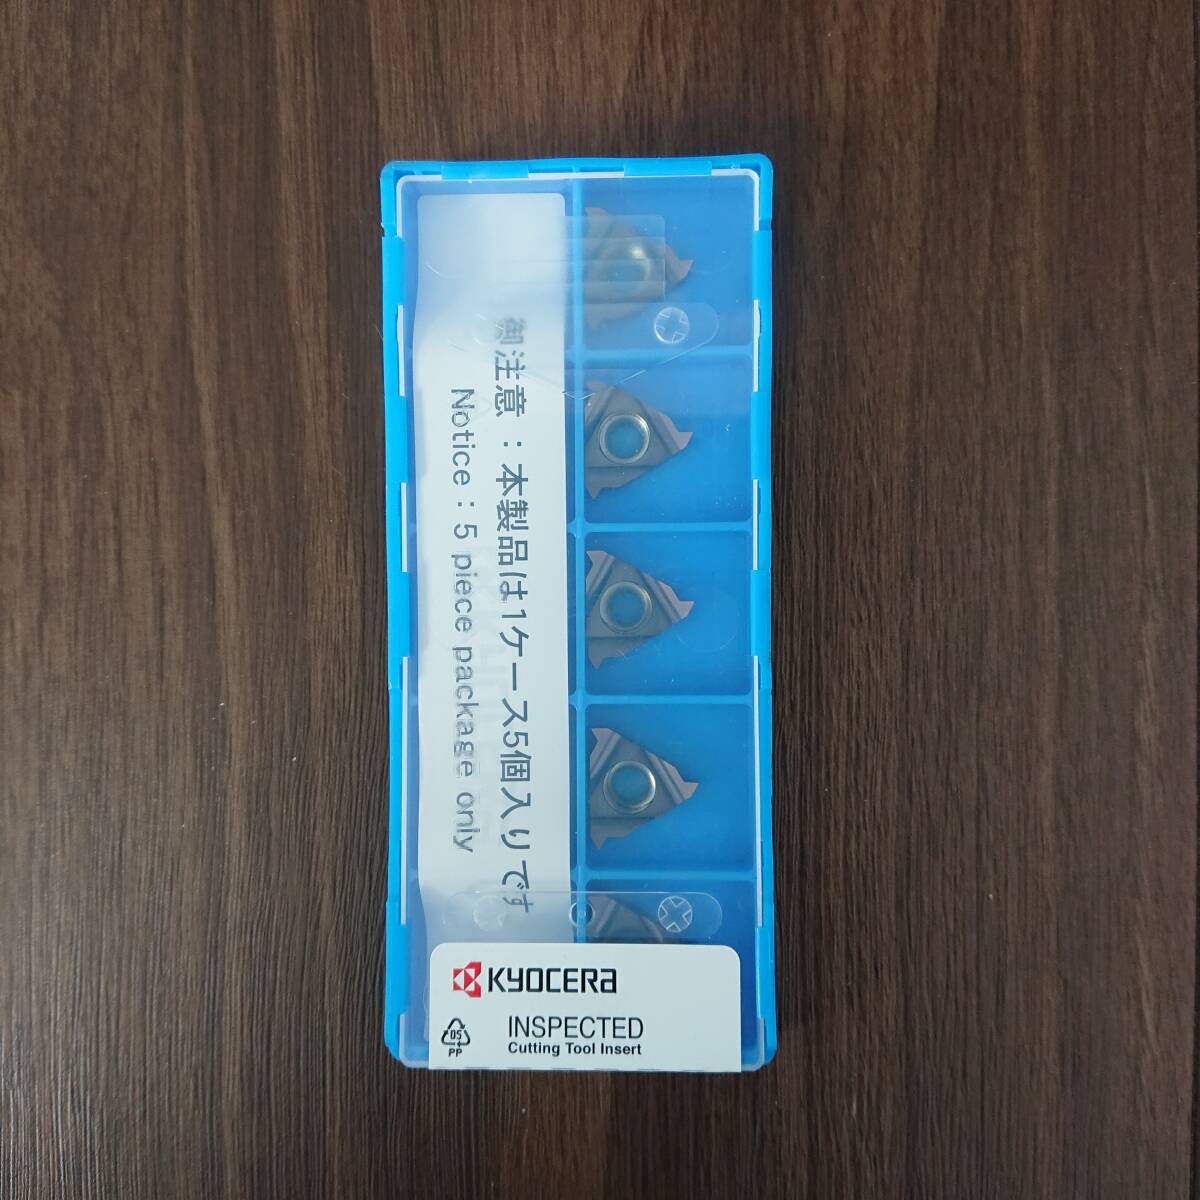 御注意：本製品は1ケース5個入りです
Notice : 5 piece package only
KYOCERA
INSPECTED
Cutting Tool Insert
05
PP